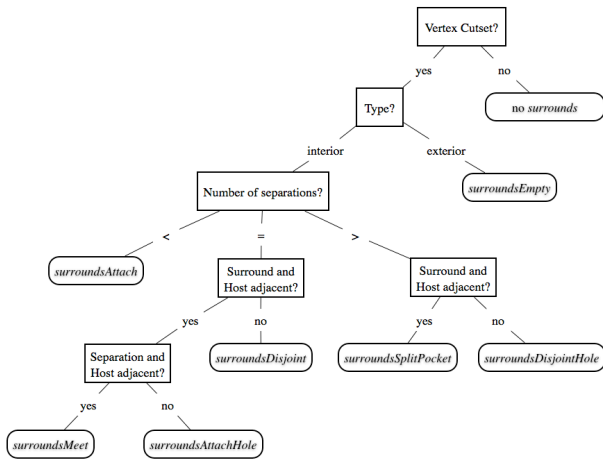 Vertex Cutset?
yes
no
Type?
no surrounds
interior
exterior
Number of separations?
surroundsEmpty
<
=
>
surroundsAttach
Surround and
Host adjacent?
Surround and
Host adjacent?
yes
no
yes
no
Separation and
Host adjacent?
surroundsDisjoint
surroundsSplitPocket
surroundsDisjointHole
yes
no
surroundsMeet
surroundsAttachHole